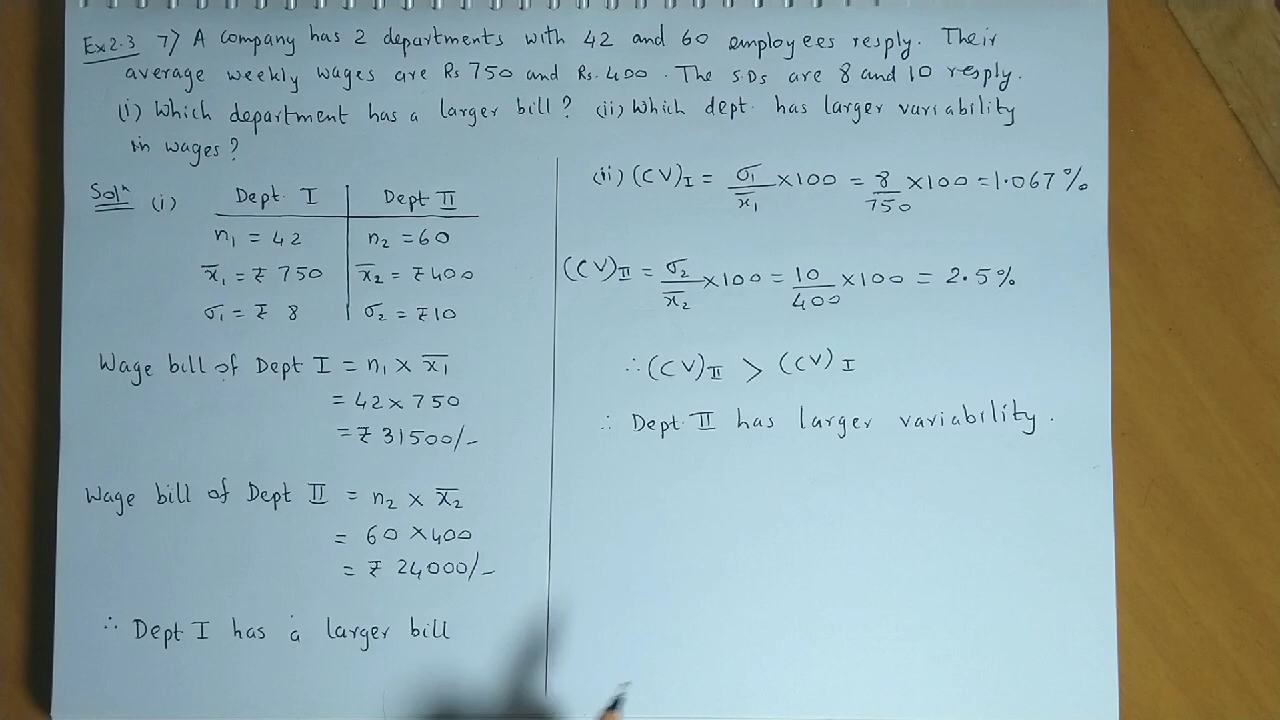 Ex 2.3 7) A company has 2 departments with 42 and 60 employees resply. Their
average weekly wages are Rs 750 and Rs. 400. The S.Ds are 8 and 10 resply.
(i) Which department has a larger bill? (ii) Which dept. has larger variability
in wages?
Solⁿ (i) Dept. I Dept II
n₁ = 42 n₂ = 60
x̄₁ = ₹ 750 x̄₂ = ₹400
σ₁ = ₹ 8 σ₂ = ₹10
Wage bill of Dept I = n₁ × x̄₁
= 42 × 750
= ₹ 31500/-
Wage bill of Dept II = n₂ × x̄₂
= 60 × 400
= ₹ 24000/-
∴ Dept I has a larger bill
(ii) (CV)I = σ₁/x̄₁ × 100 = 8/750 × 100 = 1.067%
(CV)II = σ₂/x̄₂ × 100 = 10/400 × 100 = 2.5%
∴ (CV)II > (CV)I
∴ Dept. II has larger variability.